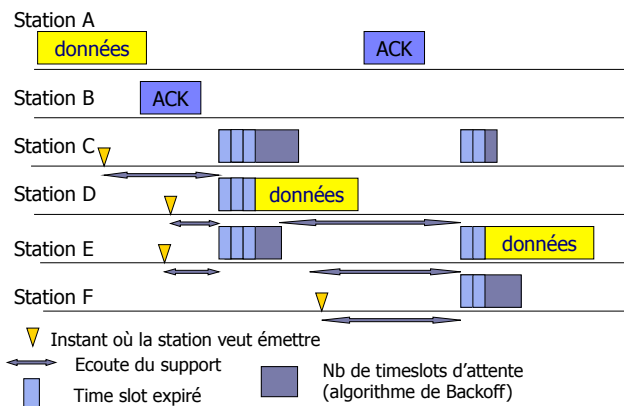 Station A
données
ACK
Station B
ACK
Station C
Station D
données
Station E
données
Station F
Instant où la station veut émettre
Ecoute du support
Time slot expiré
Nb de timeslots d'attente
(algorithme de Backoff)